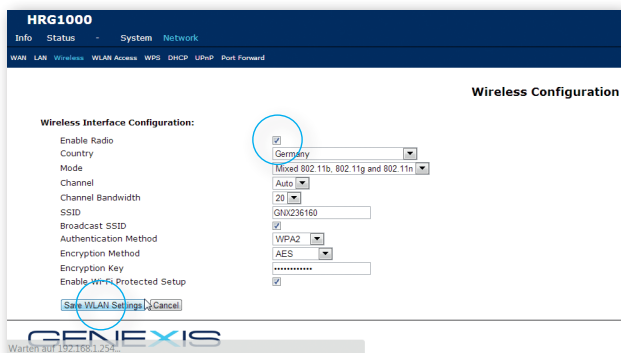 HRG1000
Info Status - System Network
WAN LAN Wireless WLAN Access WPS DHCP UPnP Port Forward
Wireless Configuration
Wireless Interface Configuration:
Enable Radio
Country Germany
Mode Mixed 802.11b, 802.11g and 802.11n
Channel Auto
Channel Bandwidth 20
SSID GNX236160
Broadcast SSID
Authentication Method WPA2
Encryption Method AES
Encryption Key ••••••••••••
Enable Wi-Fi Protected Setup
Save WLAN Settings Cancel
GENEXIS
Warten auf 192.168.1.254...